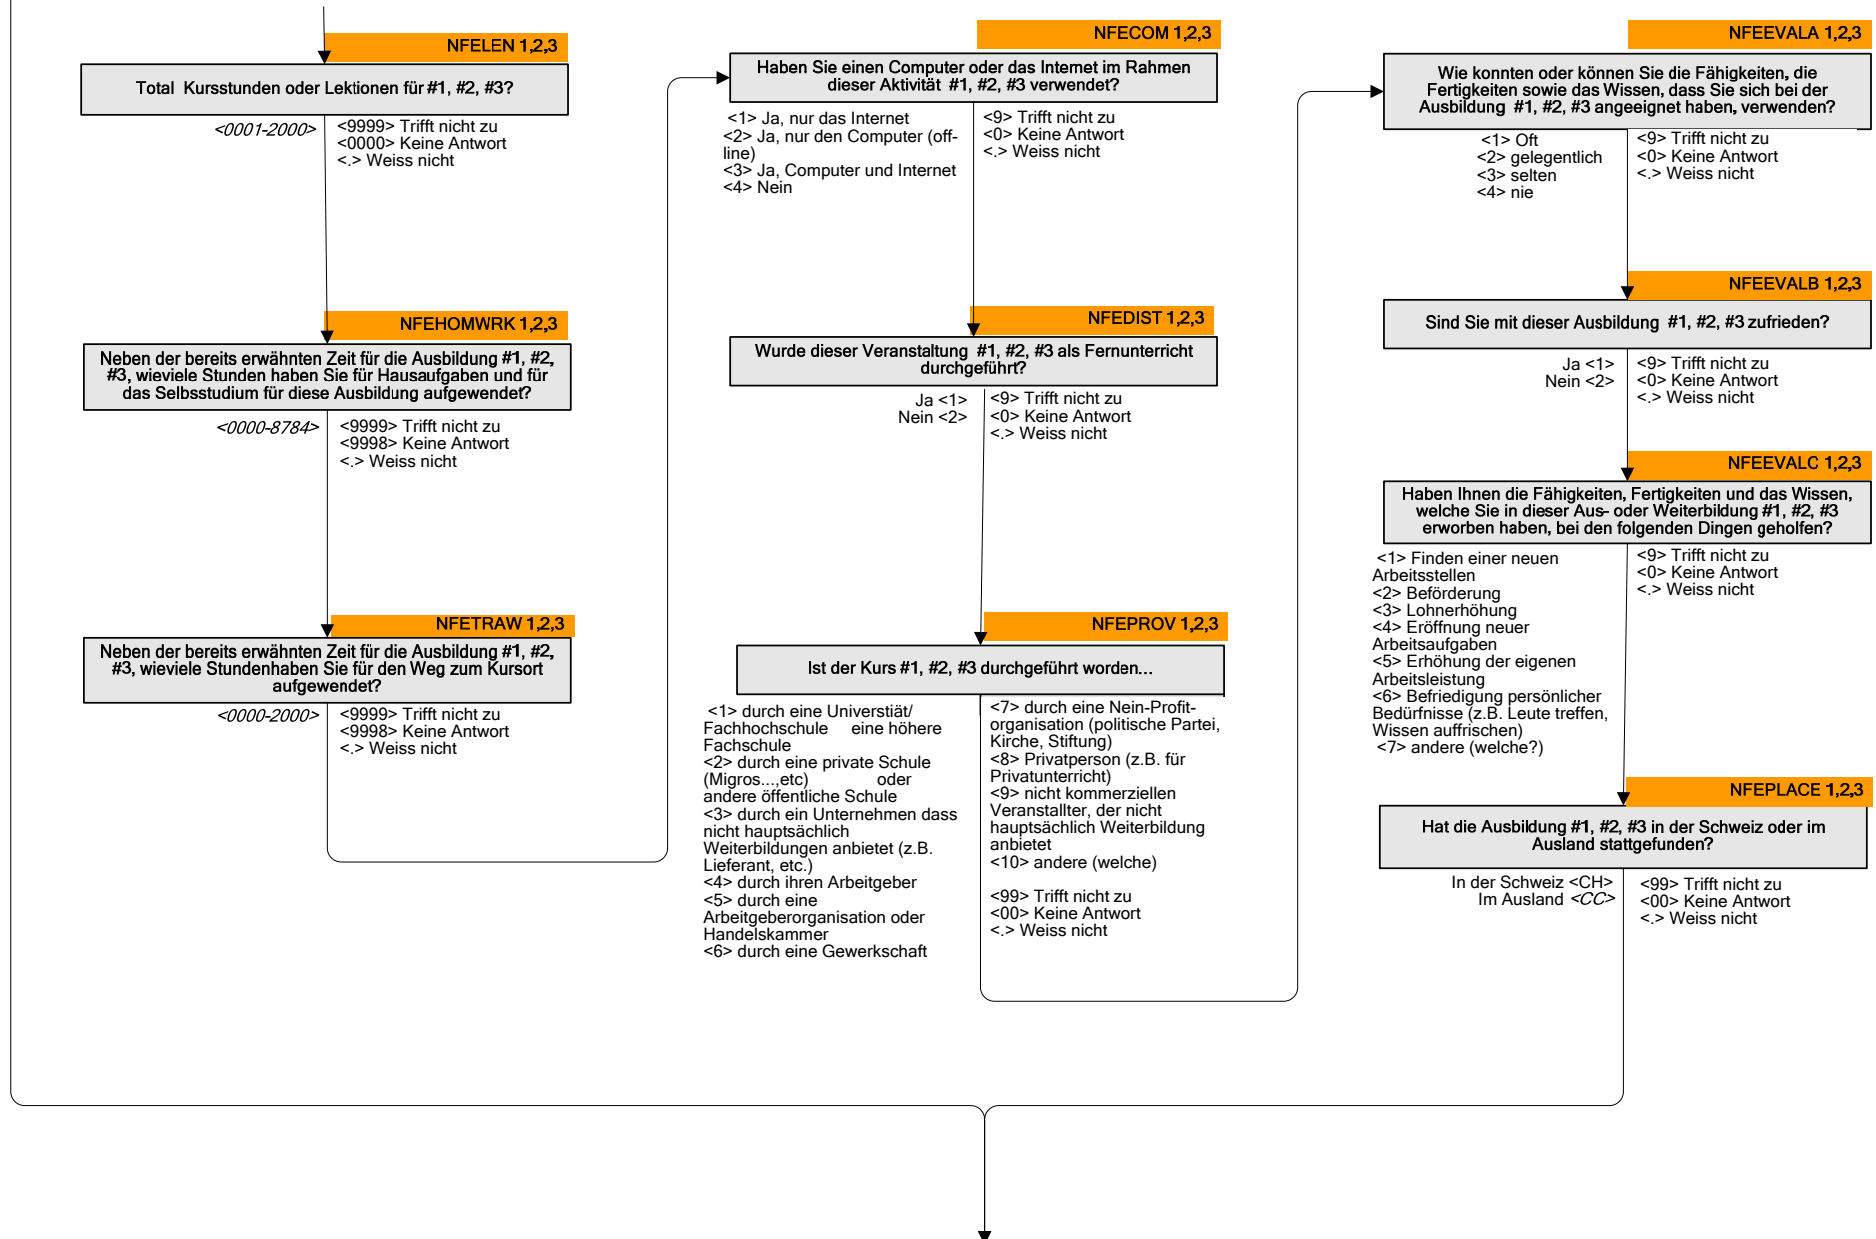 NFELEN 1,2,3
Total Kursstunden oder Lektionen für #1, #2, #3?
<0001-2000>
<9999> Trifft nicht zu
<0000> Keine Antwort
<.> Weiss nicht
NFEHOMWRK 1,2,3
Neben der bereits erwähnten Zeit für die Ausbildung #1, #2,
#3, wieviele Stunden haben Sie für Hausaufgaben und für
das Selbsstudium für diese Ausbildung aufgewendet?
<0000-8784>
<9999> Trifft nicht zu
<9998> Keine Antwort
<.> Weiss nicht
NFETRAW 1,2,3
Neben der bereits erwähnten Zeit für die Ausbildung #1, #2,
#3, wieviele Stundenhaben Sie für den Weg zum Kursort
aufgewendet?
<0000-2000>
<9999> Trifft nicht zu
<9998> Keine Antwort
<.> Weiss nicht
NFECOM 1,2,3
Haben Sie einen Computer oder das Internet im Rahmen
dieser Aktivität #1, #2, #3 verwendet?
<1> Ja, nur das Internet
<2> Ja, nur den Computer (off-
line)
<3> Ja, Computer und Internet
<4> Nein
<9> Trifft nicht zu
<0> Keine Antwort
<.> Weiss nicht
NFEDIST 1,2,3
Wurde dieser Veranstaltung #1, #2, #3 als Fernunterricht
durchgeführt?
Ja <1>
Nein <2>
<9> Trifft nicht zu
<0> Keine Antwort
<.> Weiss nicht
NFEPROV 1,2,3
Ist der Kurs #1, #2, #3 durchgeführt worden...
<1> durch eine Universtiät/
Fachhochschule eine höhere
Fachschule
<2> durch eine private Schule
(Migros...,etc) oder
andere öffentliche Schule
<3> durch ein Unternehmen dass
nicht hauptsächlich
Weiterbildungen anbietet (z.B.
Lieferant, etc.)
<4> durch ihren Arbeitgeber
<5> durch eine
Arbeitgeberorganisation oder
Handelskammer
<6> durch eine Gewerkschaft
<7> durch eine Nein-Profit-
organisation (politische Partei,
Kirche, Stiftung)
<8> Privatperson (z.B. für
Privatunterricht)
<9> nicht kommerziellen
Veranstallter, der nicht
hauptsächlich Weiterbildung
anbietet
<10> andere (welche)
<99> Trifft nicht zu
<00> Keine Antwort
<.> Weiss nicht
NFEEVALA 1,2,3
Wie konnten oder können Sie die Fähigkeiten, die
Fertigkeiten sowie das Wissen, dass Sie sich bei der
Ausbildung #1, #2, #3 angeeignet haben, verwenden?
<1> Oft
<2> gelegentlich
<3> selten
<4> nie
<9> Trifft nicht zu
<0> Keine Antwort
<.> Weiss nicht
NFEEVALB 1,2,3
Sind Sie mit dieser Ausbildung #1, #2, #3 zufrieden?
Ja <1>
Nein <2>
<9> Trifft nicht zu
<0> Keine Antwort
<.> Weiss nicht
NFEEVALC 1,2,3
Haben Ihnen die Fähigkeiten, Fertigkeiten und das Wissen,
welche Sie in dieser Aus- oder Weiterbildung #1, #2, #3
erworben haben, bei den folgenden Dingen geholfen?
<1> Finden einer neuen
Arbeitsstellen
<2> Beförderung
<3> Lohnerhöhung
<4> Eröffnung neuer
Arbeitsaufgaben
<5> Erhöhung der eigenen
Arbeitsleistung
<6> Befriedigung persönlicher
Bedürfnisse (z.B. Leute treffen,
Wissen auffrischen)
<7> andere (welche?)
<9> Trifft nicht zu
<0> Keine Antwort
<.> Weiss nicht
NFEPLACE 1,2,3
Hat die Ausbildung #1, #2, #3 in der Schweiz oder im
Ausland stattgefunden?
In der Schweiz <CH>
Im Ausland <CC>
<99> Trifft nicht zu
<00> Keine Antwort
<.> Weiss nicht